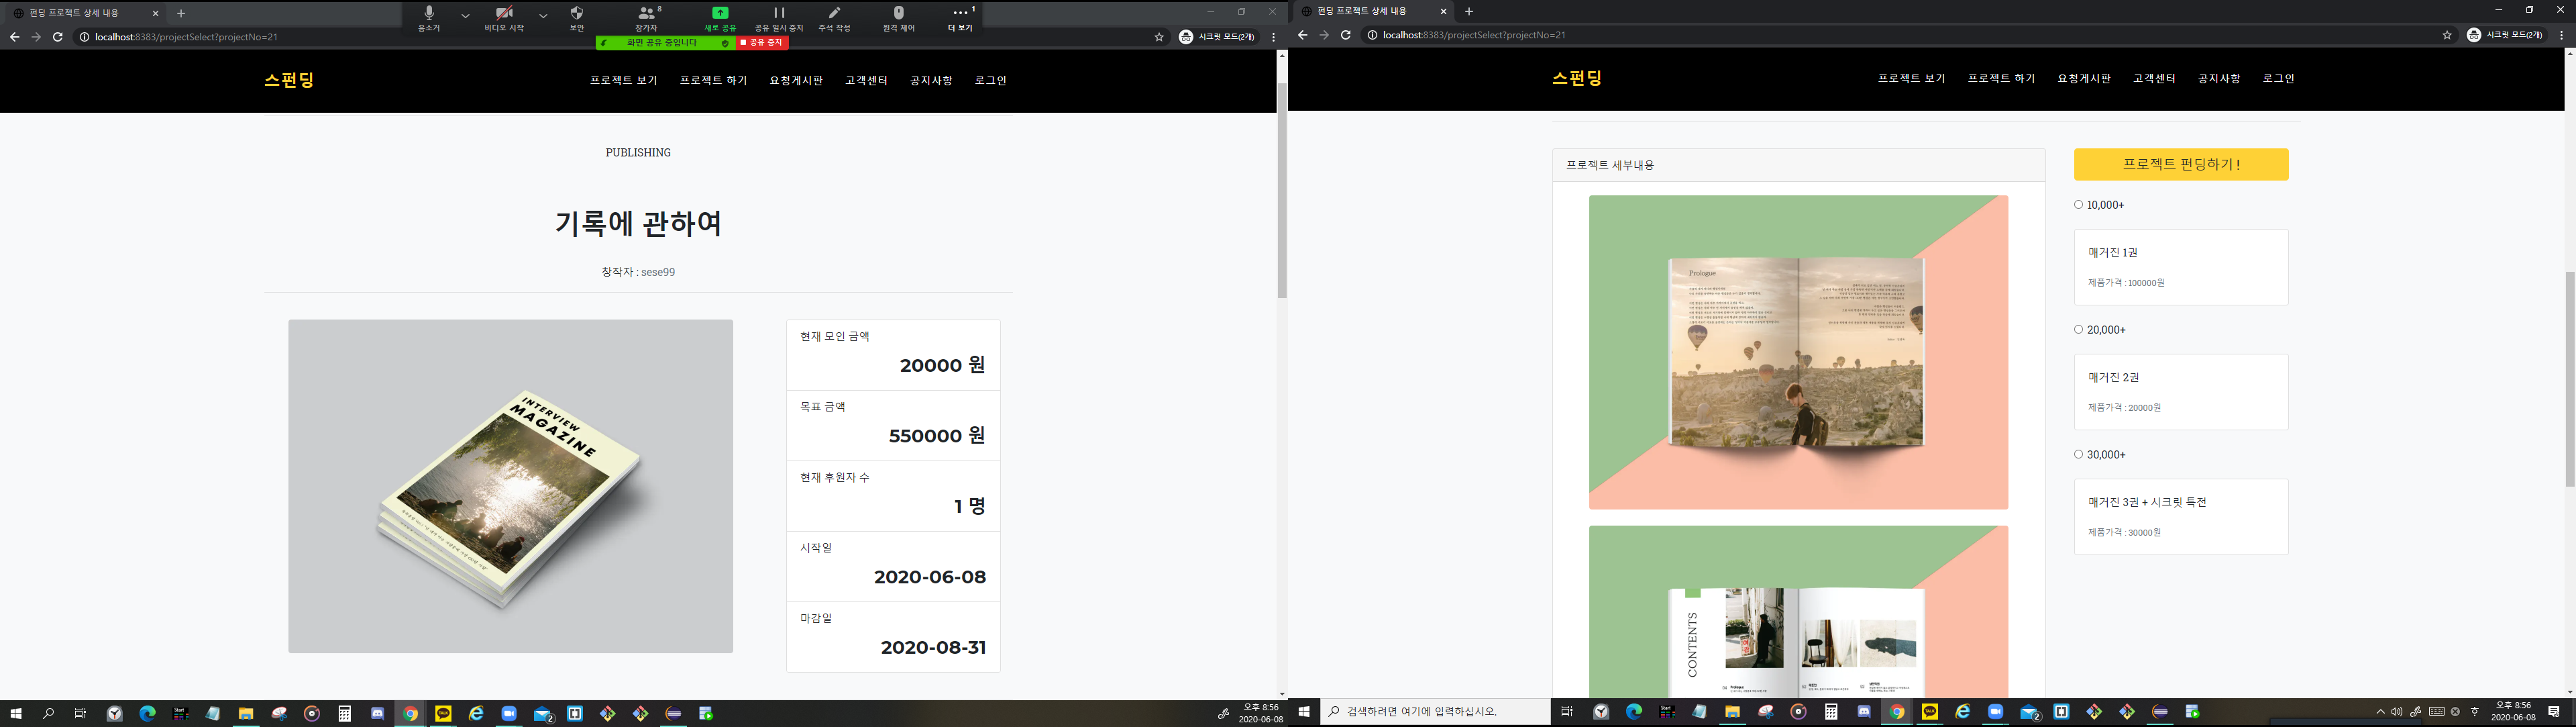 펀딩 프로젝트 상세 내용
음소거
비디오 시작
보안
참가자
8
새로 공유
공유 일시 중지
주석 작성
원격 제어
더 보기
1
화면 공유 중입니다
공유 중지
localhost:8383/projectSelect?projectNo=21
시크릿 모드(2개)
스펀딩
프로젝트 보기 프로젝트 하기 요청게시판 고객센터 공지사항 로그인
PUBLISHING
기록에 관하여
창작자 : sese99
INTERVIEW
MAGAZINE
현재 모인 금액
20000 원
목표 금액
550000 원
현재 후원자 수
1 명
시작일
2020-06-08
마감일
2020-08-31
Start
TALK
2
오후 8:56
2020-06-08
펀딩 프로젝트 상세 내용
localhost:8383/projectSelect?projectNo=21
시크릿 모드(2개)
스펀딩
프로젝트 보기 프로젝트 하기 요청게시판 고객센터 공지사항 로그인
프로젝트 세부내용
Prologue
CONTENTS
Prologue
프로젝트 펀딩하기 !
10,000+
매거진 1권
제품가격 : 100000원
20,000+
매거진 2권
제품가격 : 20000원
30,000+
매거진 3권 + 시크릿 특전
제품가격 : 30000원
검색하려면 여기에 입력하십시오.
Start
TALK
2
오후 8:56
2020-06-08